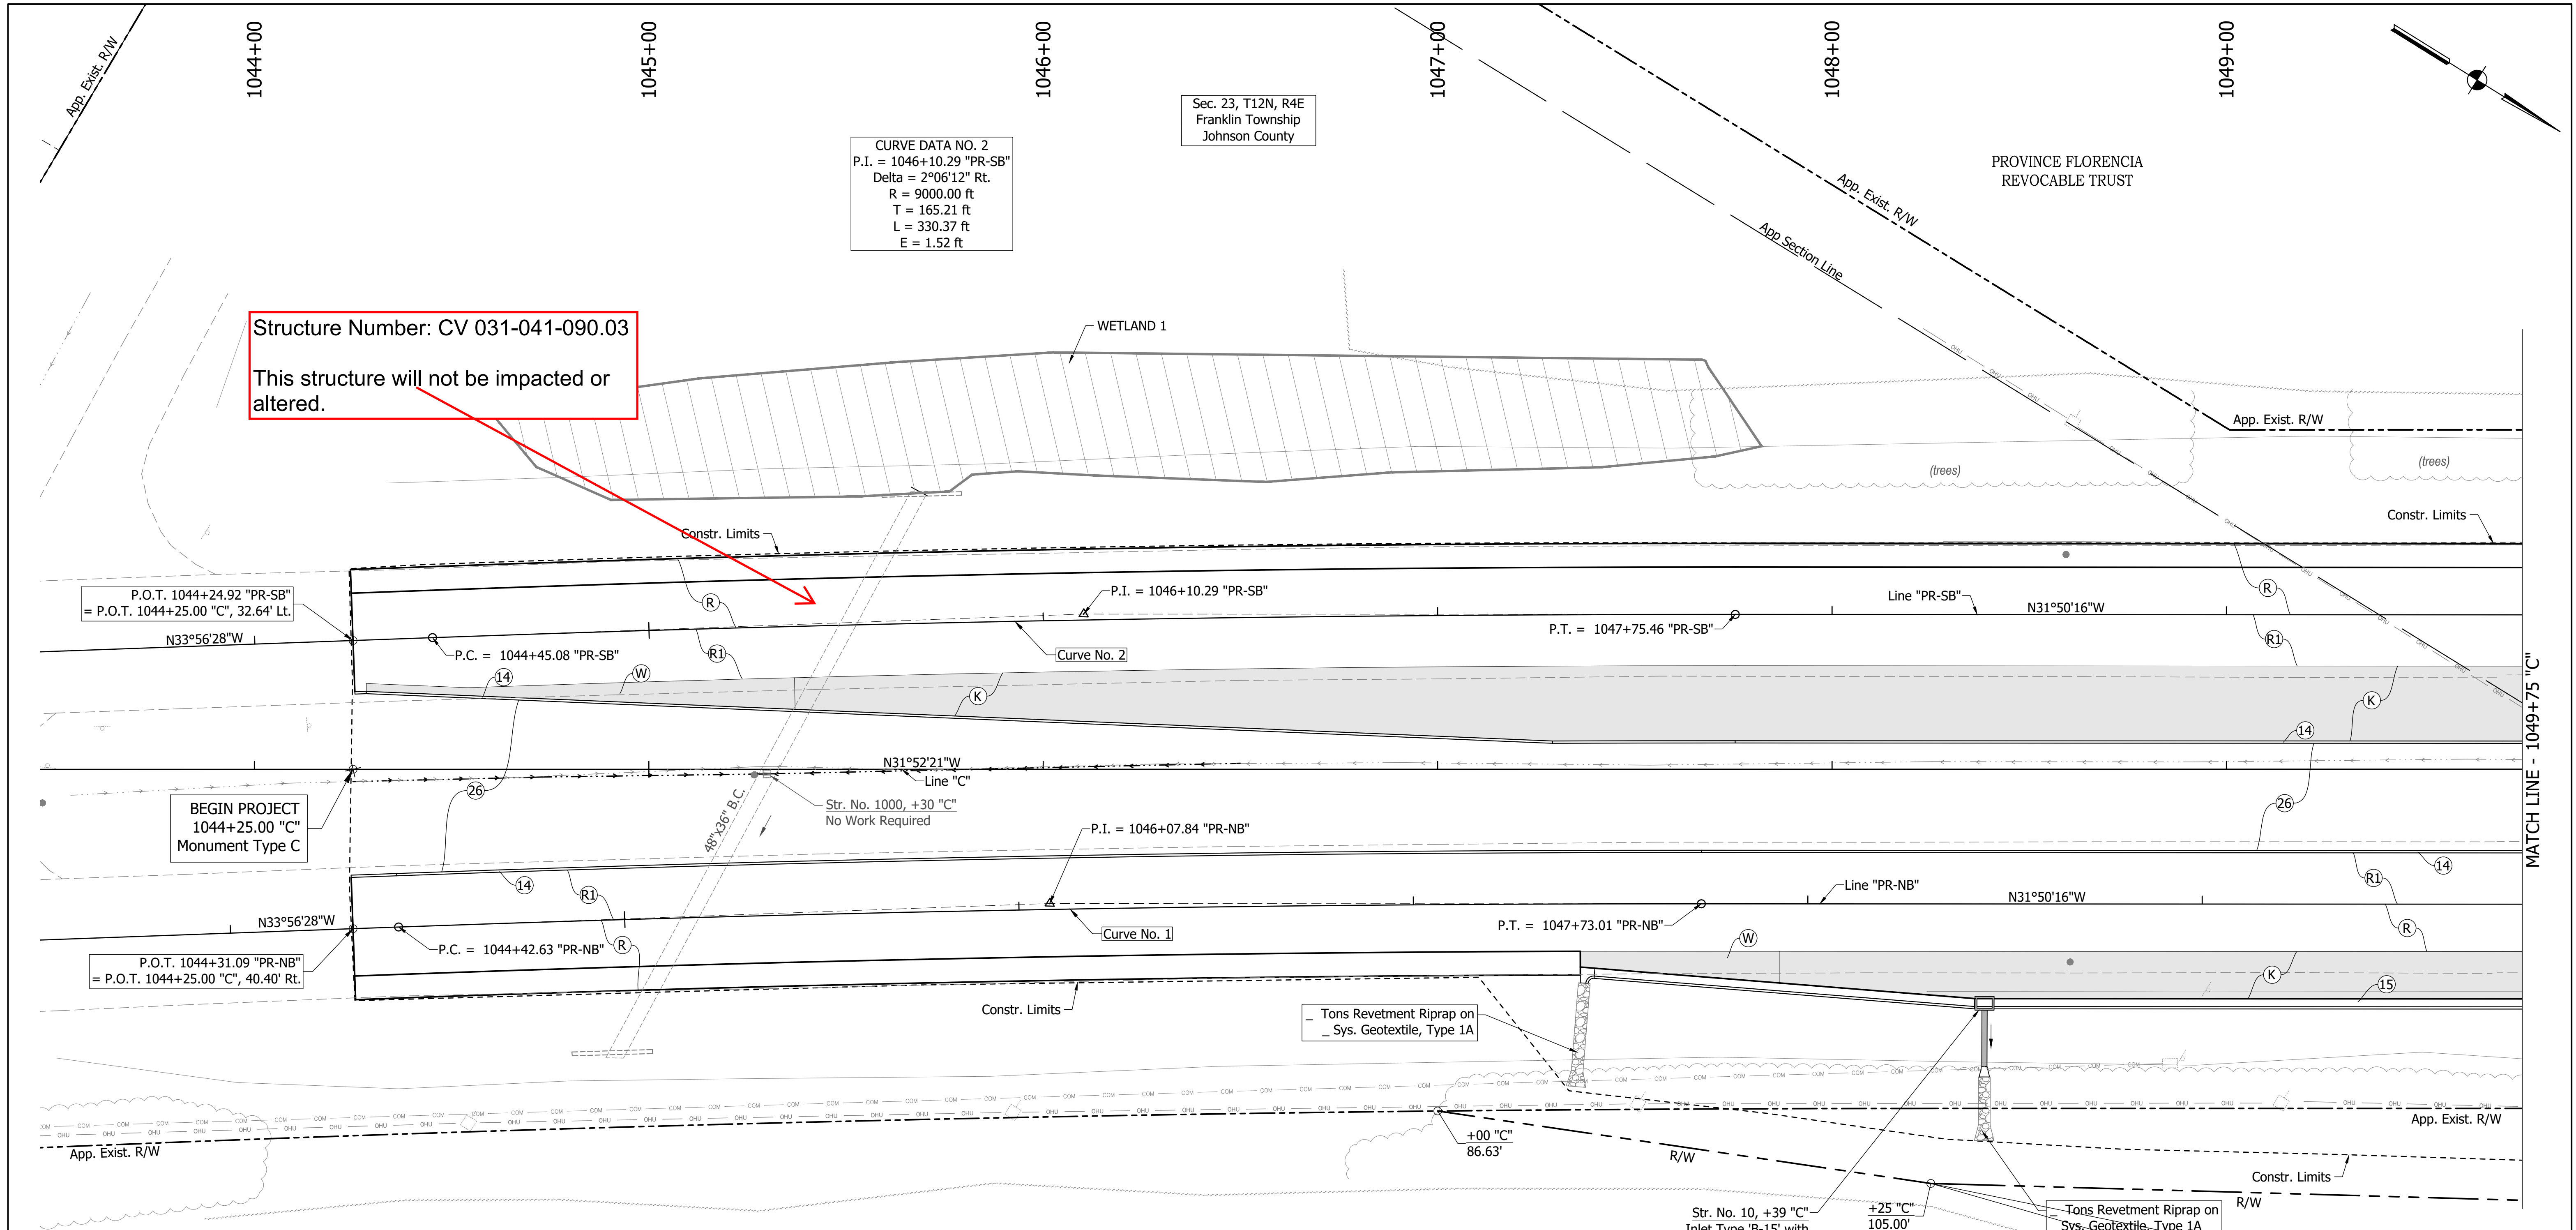 1044+00
1045+00
1046+00
1047+00
1048+00
1049+00
App. Exist. R/W
Sec. 23, T12N, R4E
Franklin Township
Johnson County
CURVE DATA NO. 2
P.I. = 1046+10.29 "PR-SB"
Delta = 2°06'12" Rt.
R = 9000.00 ft
T = 165.21 ft
L = 330.37 ft
E = 1.52 ft
PROVINCE FLORENCIA
REVOCABLE TRUST
App. Exist. R/W
App Section Line
Structure Number: CV 031-041-090.03
This structure will not be impacted or
altered.
WETLAND 1
App. Exist. R/W
(trees)
(trees)
Constr. Limits
Constr. Limits
P.O.T. 1044+24.92 "PR-SB"
= P.O.T. 1044+25.00 "C", 32.64' Lt.
R
P.I. = 1046+10.29 "PR-SB"
Line "PR-SB"
N31°50'16"W
R
N33°56'28"W
P.C. = 1044+45.08 "PR-SB"
R1
Curve No. 2
P.T. = 1047+75.46 "PR-SB"
R1
14
W
K
K
14
MATCH LINE - 1049+75 "C"
N31°52'21"W
Line "C"
26
26
BEGIN PROJECT
1044+25.00 "C"
Monument Type C
48"x36" B.C.
Str. No. 1000, +30 "C"
No Work Required
P.I. = 1046+07.84 "PR-NB"
14
R1
14
R1
Line "PR-NB"
N31°50'16"W
N33°56'28"W
P.C. = 1044+42.63 "PR-NB"
R
Curve No. 1
P.T. = 1047+73.01 "PR-NB"
W
R
P.O.T. 1044+31.09 "PR-NB"
= P.O.T. 1044+25.00 "C", 40.40' Rt.
K
15
Constr. Limits
_ Tons Revetment Riprap on
_ Sys. Geotextile, Type 1A
COM
OHU
App. Exist. R/W
App. Exist. R/W
+00 "C"
86.63'
R/W
Constr. Limits
R/W
Str. No. 10, +39 "C"
Inlet Type 'B-15' with
+25 "C"
105.00'
_ Tons Revetment Riprap on
Sys. Geotextile, Type 1A